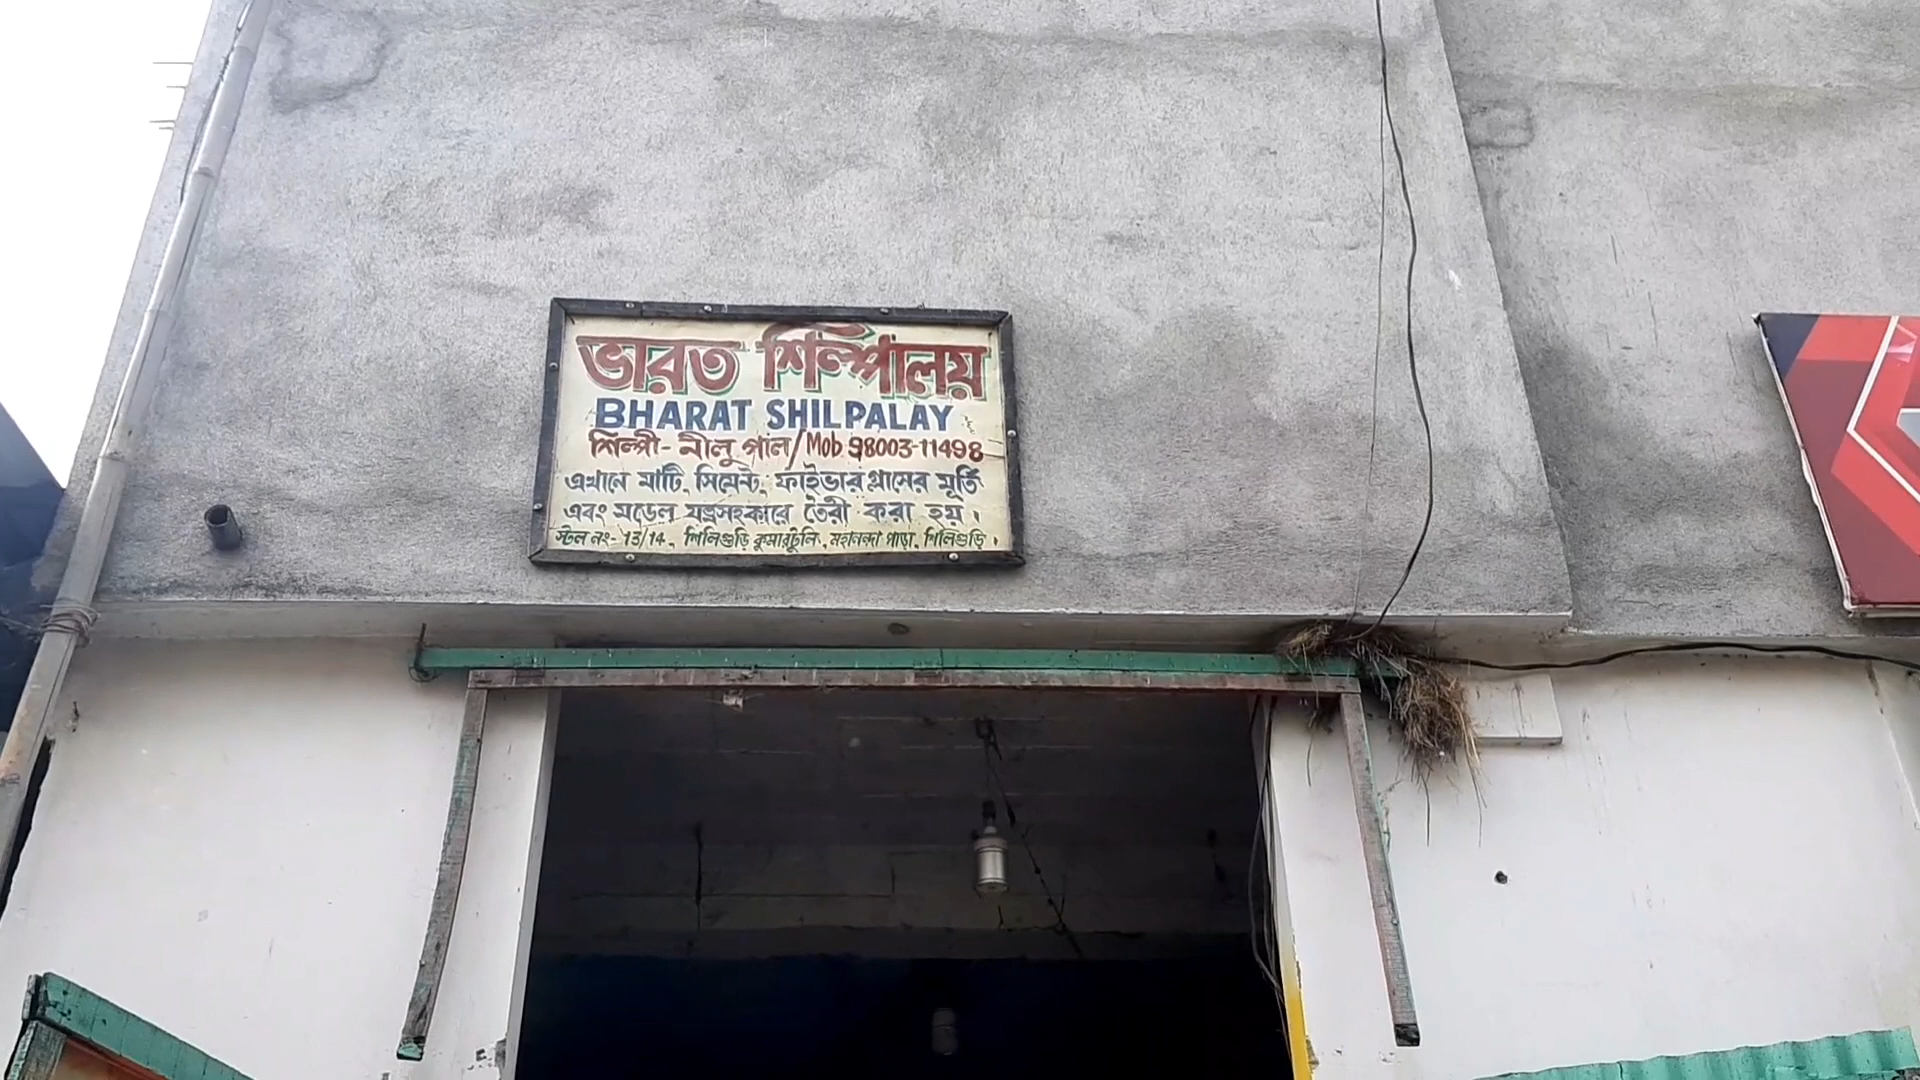 ভারত শিল্পালয়
BHARAT SHILPALAY
শিল্পী- নীলু পাল/Mob. 98003-11498
এখানে মাটি, সিমেন্ট, ফাইভার গ্লাসের মূর্তি
এবং মডেল যত্নসহকারে তৈরী করা হয়।
স্টল নং- 13/14, শিলিগুড়ি কুমারটুলি, মহানন্দা পাড়া, শিলিগুড়ি।